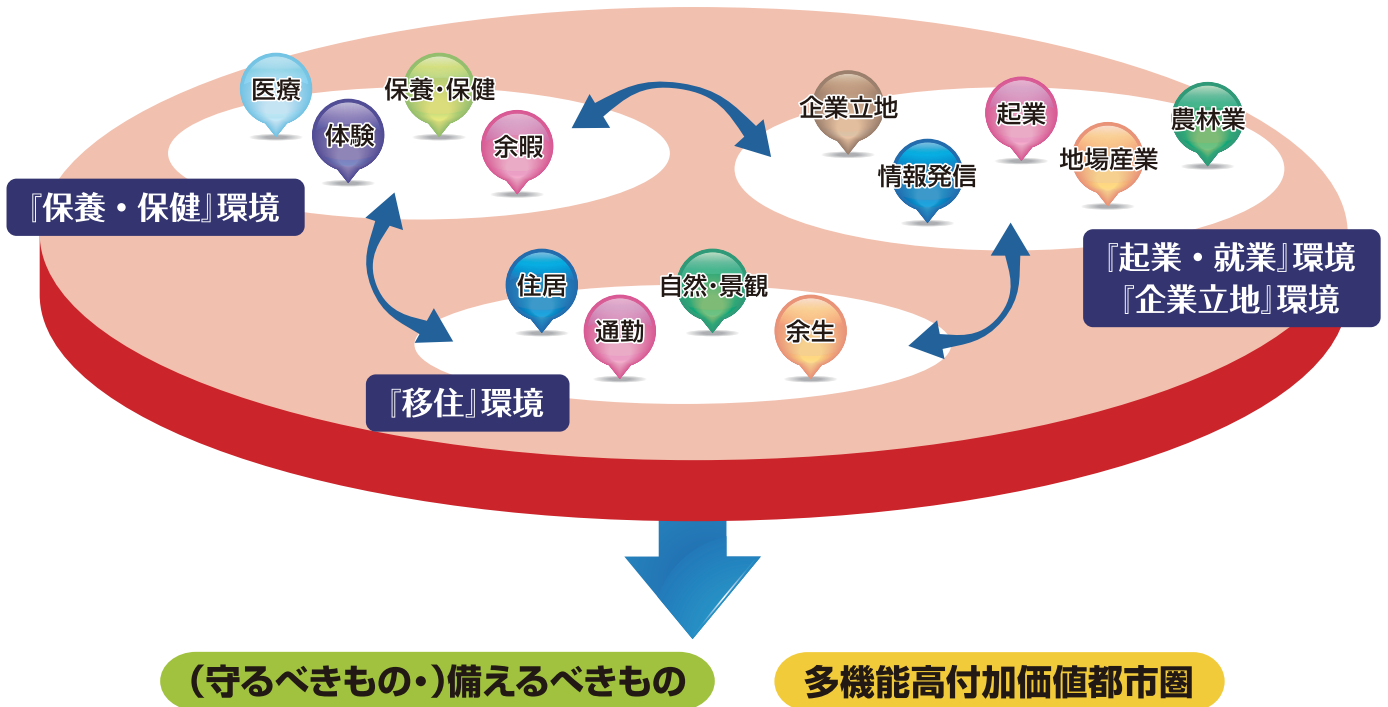 医療
保養・保健
体験
余暇
『保養・保健』環境
企業立地
起業
農林業
情報発信
地場産業
『起業・就業』環境
『企業立地』環境
住居
自然・景観
通勤
余生
『移住』環境
(守るべきもの・)備えるべきもの
多機能高付加価値都市圏